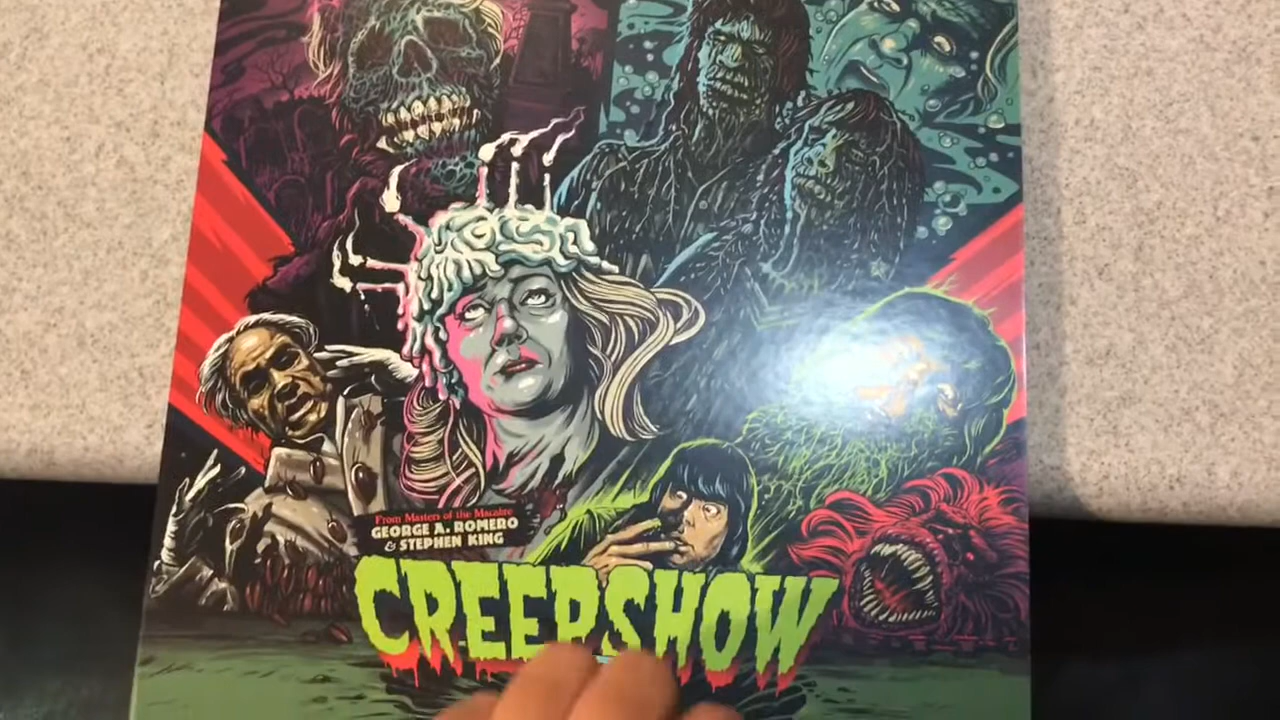 From Masters of the Macabre
GEORGE A. ROMERO
& STEPHEN KING
CREEPSHOW